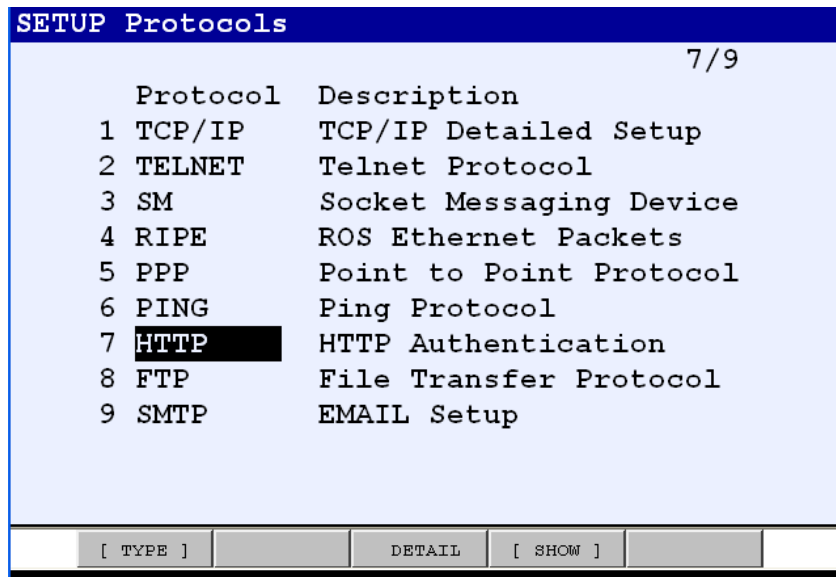 SETUP Protocols
7/9
Protocol Description
1 TCP/IP TCP/IP Detailed Setup
2 TELNET Telnet Protocol
3 SM Socket Messaging Device
4 RIPE ROS Ethernet Packets
5 PPP Point to Point Protocol
6 PING Ping Protocol
7 HTTP HTTP Authentication
8 FTP File Transfer Protocol
9 SMTP EMAIL Setup
[ TYPE ] DETAIL [ SHOW ]